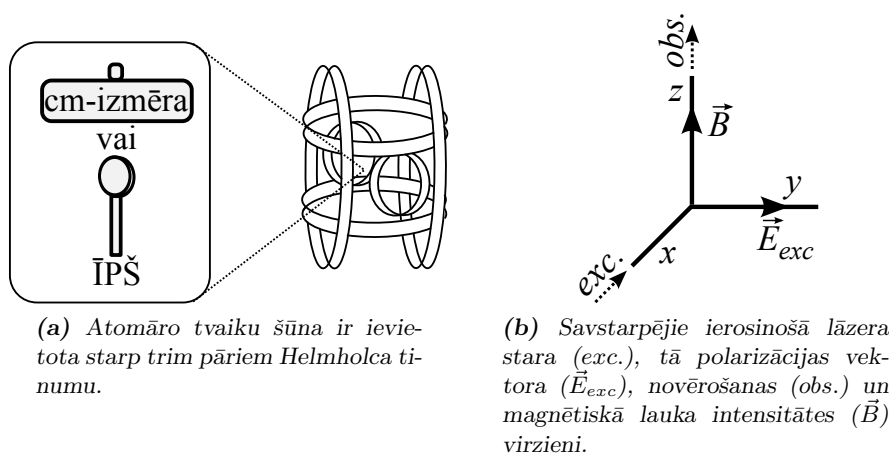 cm-izmēra
vai
ĪPŠ
obs.
z
B⃗
y
E⃗exc
x
exc.
(a) Atomāro tvaiku šūna ir ievie-
tota starp trim pāriem Helmholca ti-
numu.
(b) Savstarpējie ierosinošā lāzera
stara (exc.), tā polarizācijas vek-
tora (E⃗exc), novērošanas (obs.) un
magnētiskā lauka intensitātes (B⃗)
virzieni.